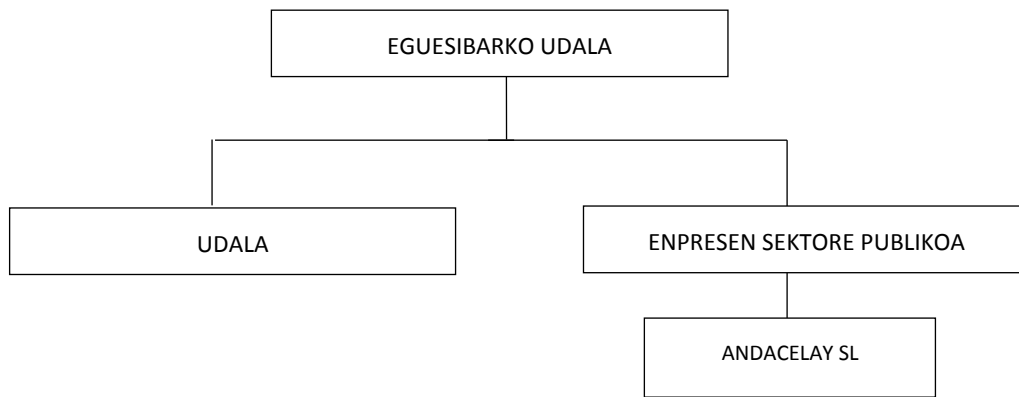 EGUESIBARKO UDALA
UDALA
ENPRESEN SEKTORE PUBLIKOA
ANDACELAY SL